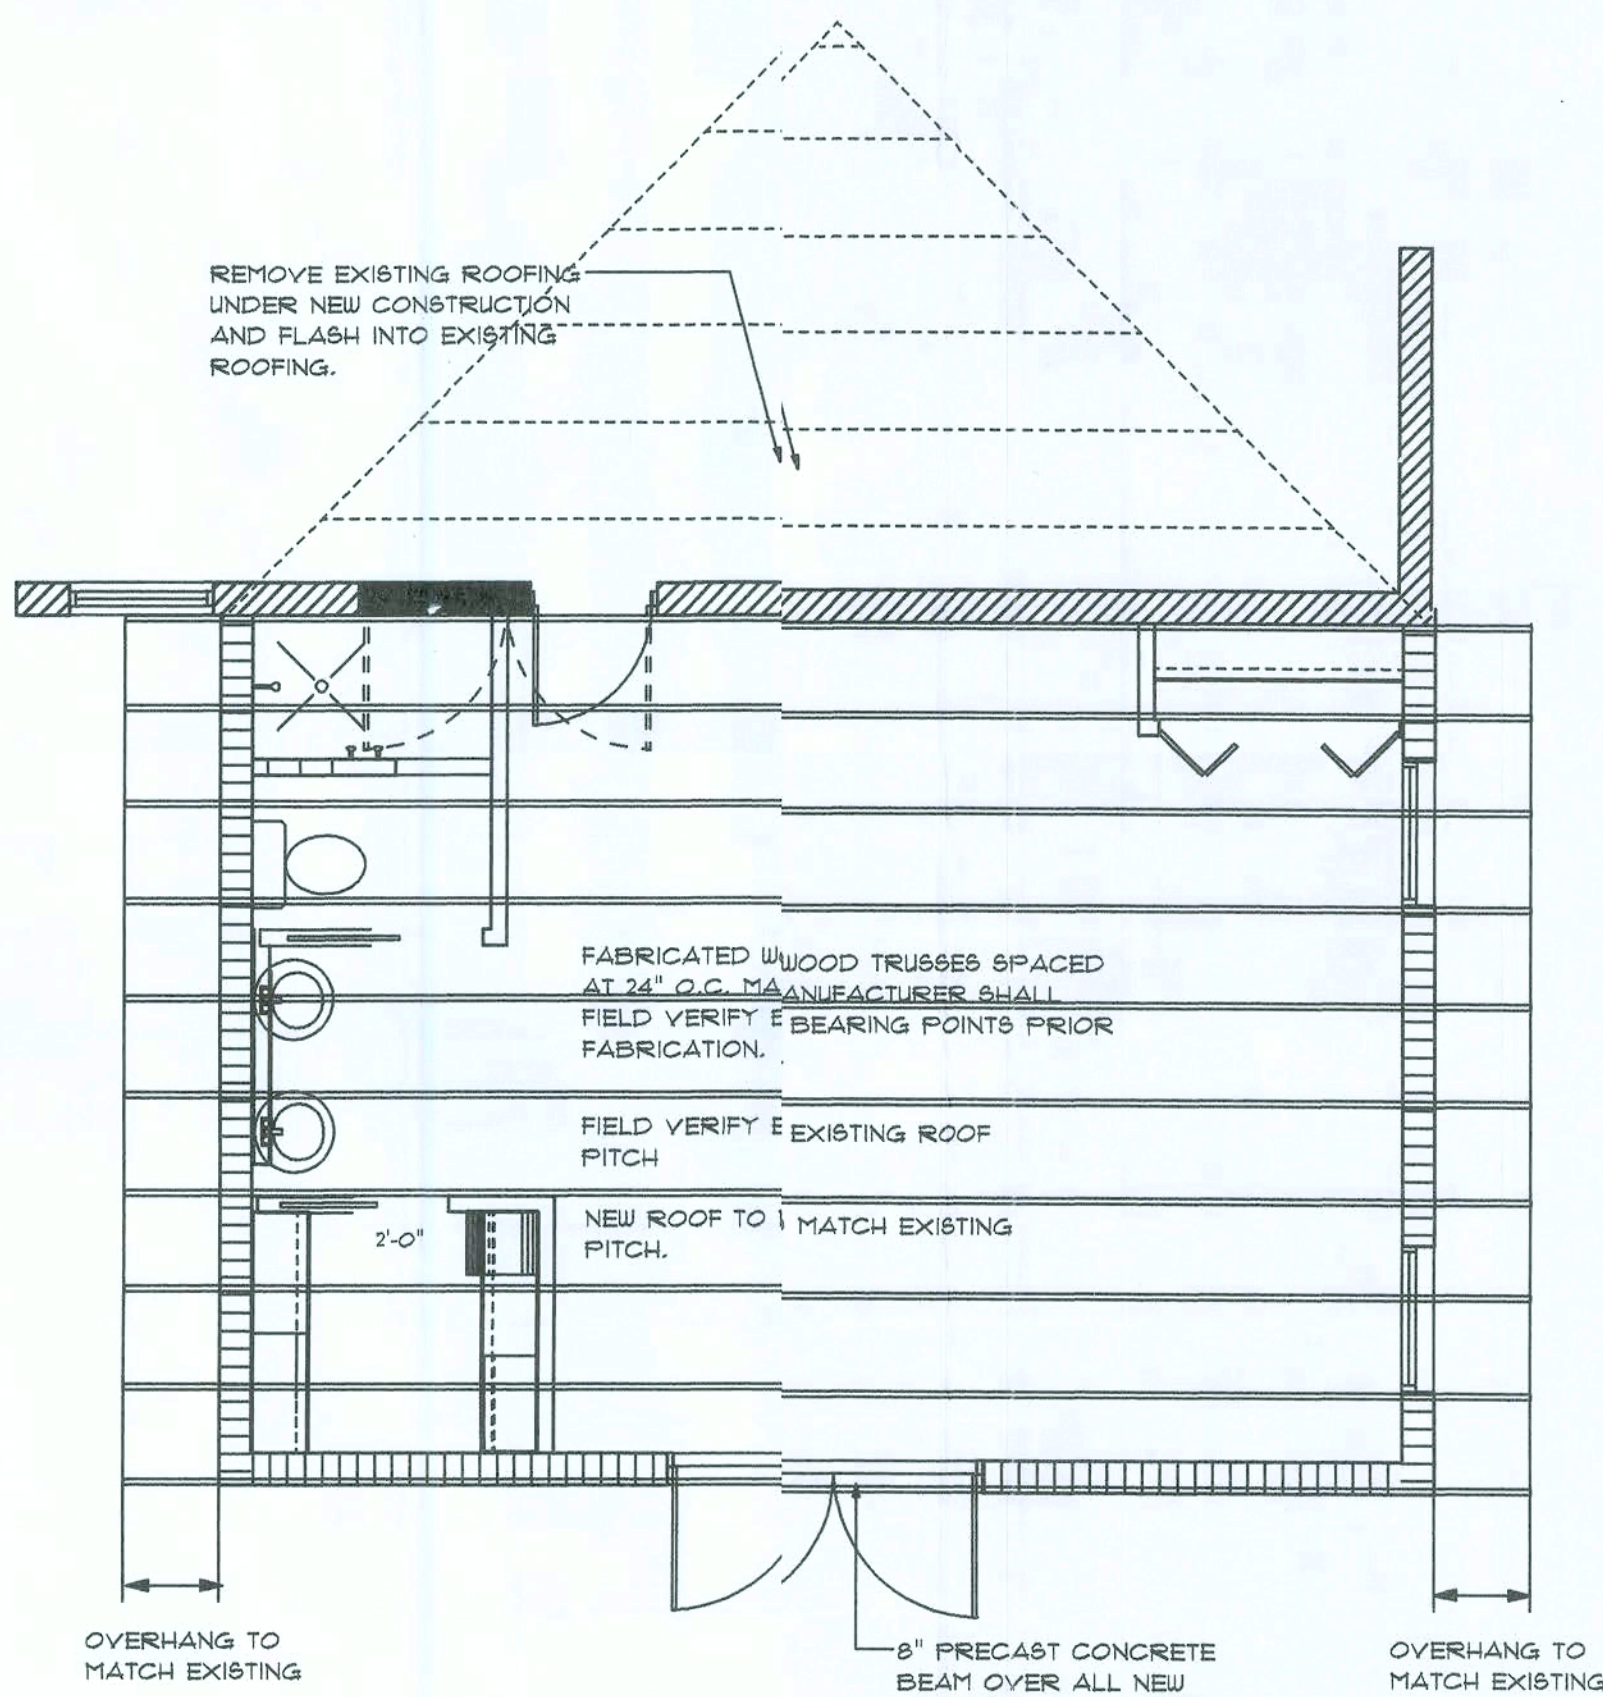 REMOVE EXISTING ROOFING
UNDER NEW CONSTRUCTION
AND FLASH INTO EXISTING
ROOFING.
FABRICATED W WOOD TRUSSES SPACED
AT 24" O.C. MA ANUFACTURER SHALL
FIELD VERIFY E BEARING POINTS PRIOR
FABRICATION.
FIELD VERIFY E EXISTING ROOF
PITCH
2'-0"
NEW ROOF TO MATCH EXISTING
PITCH.
OVERHANG TO
MATCH EXISTING
8" PRECAST CONCRETE
BEAM OVER ALL NEW
OVERHANG TO
MATCH EXISTING